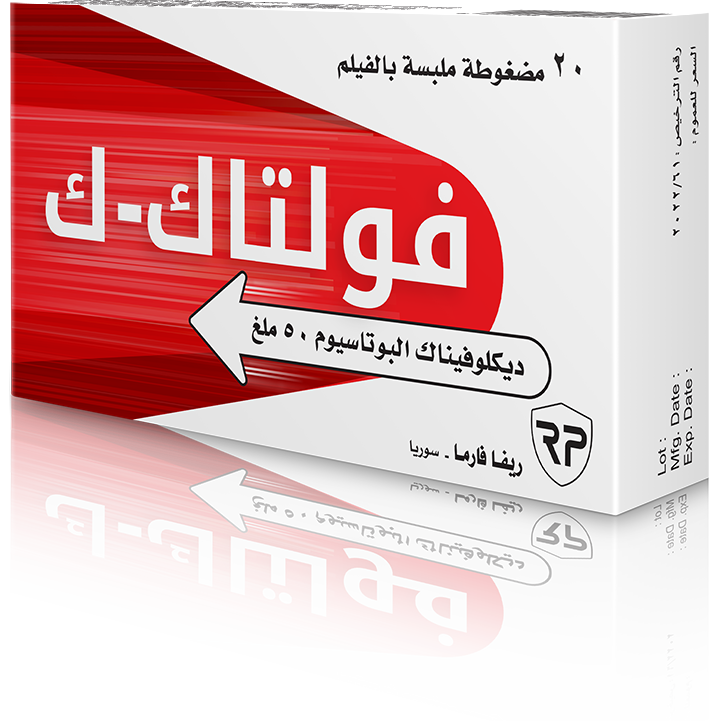 ٢٠ مضغوطة ملبسة بالفيلم
فولتاك-ك
ديكلوفيناك البوتاسيوم ٥٠ ملغ
ريفا فارما - سوريا
RP
رقم الترخيص : ٢٠٢٢/٦١
السعر للعموم :
Lot :
Mfg. Date :
Exp. Date :